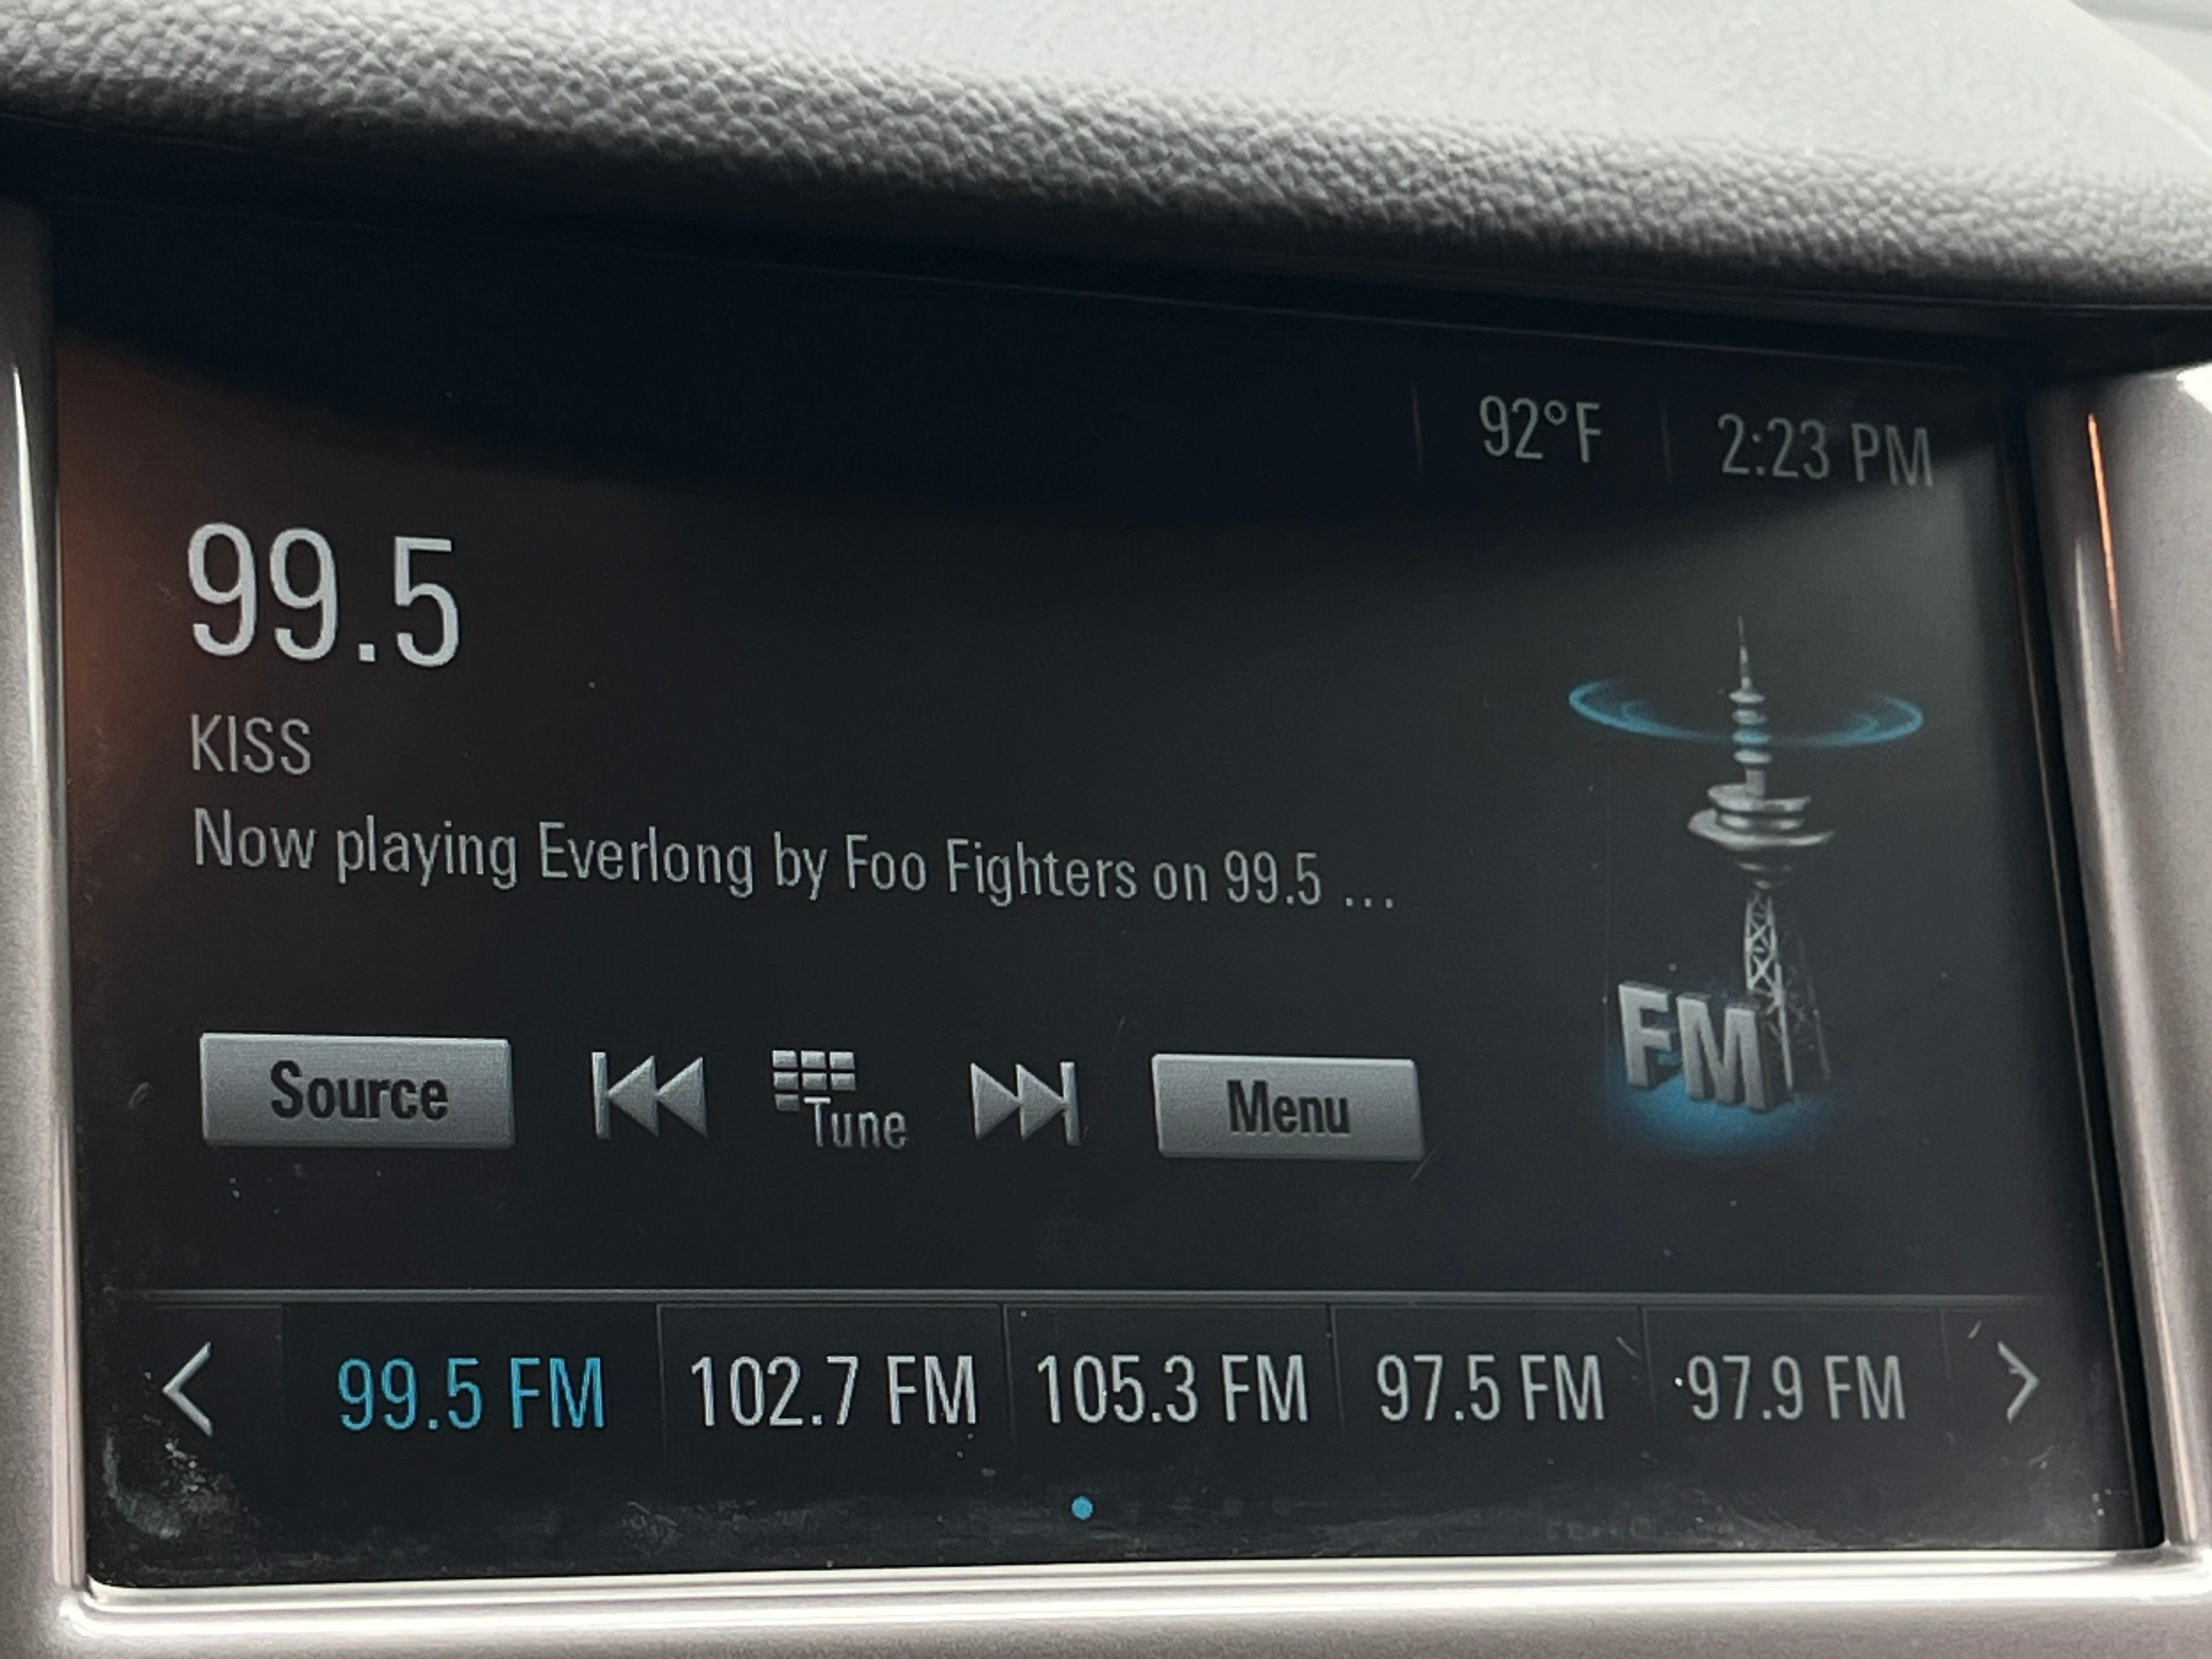 92°F 2:23 PM
99.5
KISS
Now playing Everlong by Foo Fighters on 99.5 ...
Source Tune Menu
FM
99.5 FM 102.7 FM 105.3 FM 97.5 FM 97.9 FM